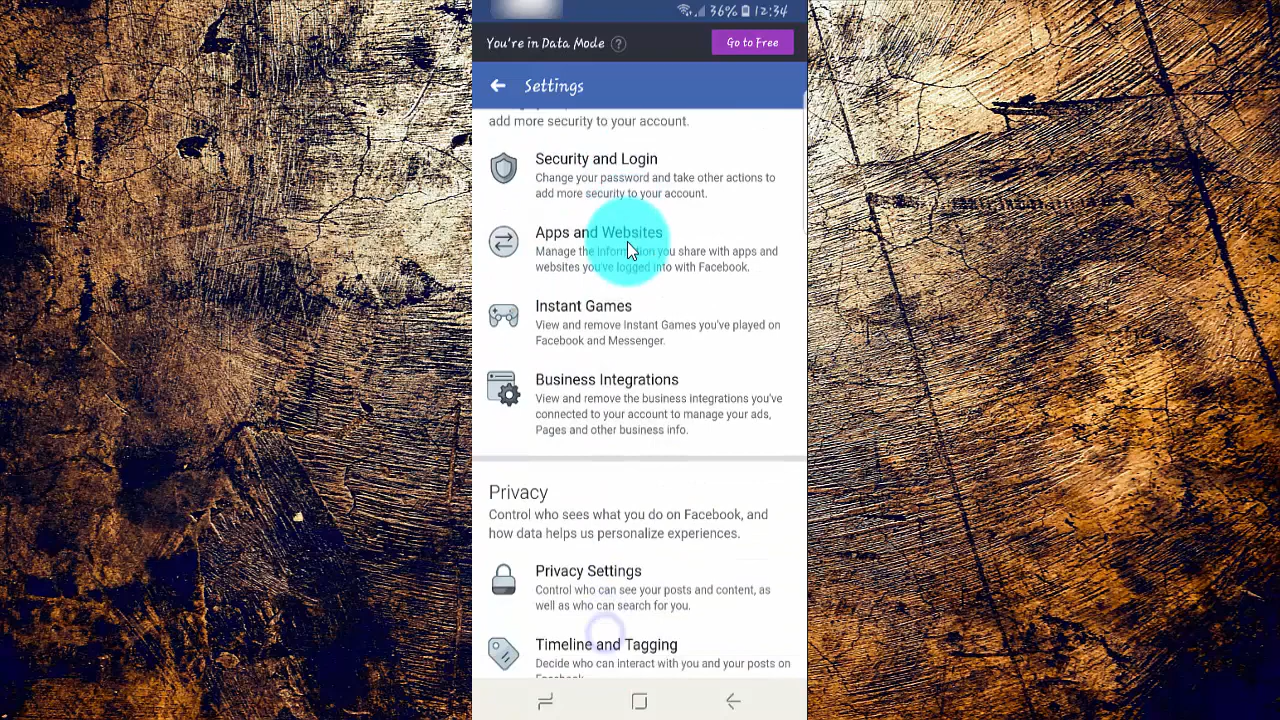 36% 12:34
You're in Data Mode ?
Go to Free
Settings
add more security to your account.
Security and Login
Change your password and take other actions to
add more security to your account.
Apps and Websites
Manage the information you share with apps and
websites you've logged into with Facebook.
Instant Games
View and remove Instant Games you've played on
Facebook and Messenger.
Business Integrations
View and remove the business integrations you've
connected to your account to manage your ads,
Pages and other business info.
Privacy
Control who sees what you do on Facebook, and
how data helps us personalize experiences.
Privacy Settings
Control who can see your posts and content, as
well as who can search for you.
Timeline and Tagging
Decide who can interact with you and your posts on
Facebook.